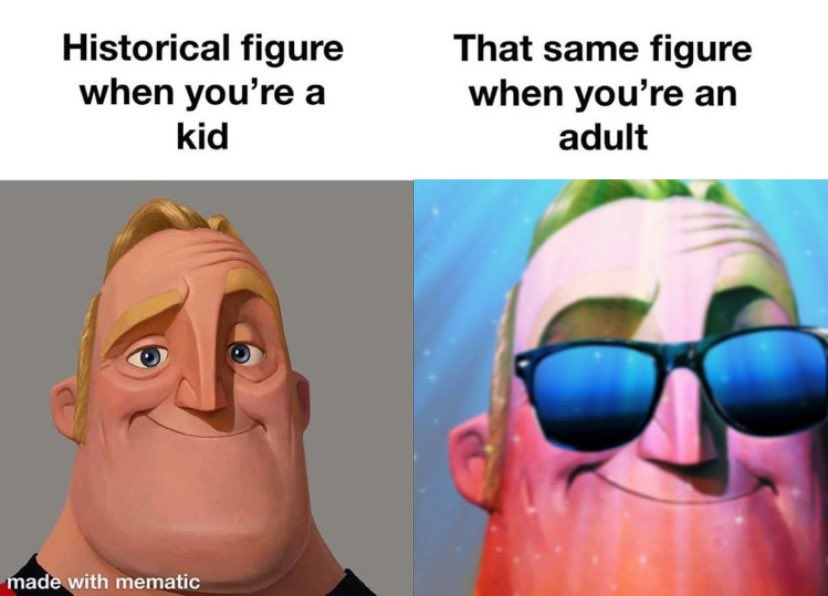 Historical figure
when you're a
kid
That same figure
when you're an
adult
made with mematic